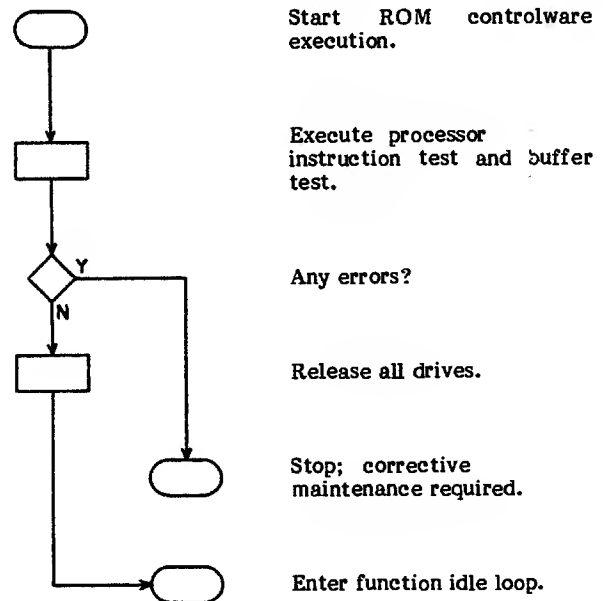 Start ROM controlware
execution.
Execute processor
instruction test and buffer
test.
Y
Any errors?
N
Release all drives.
Stop; corrective
maintenance required.
Enter function idle loop.